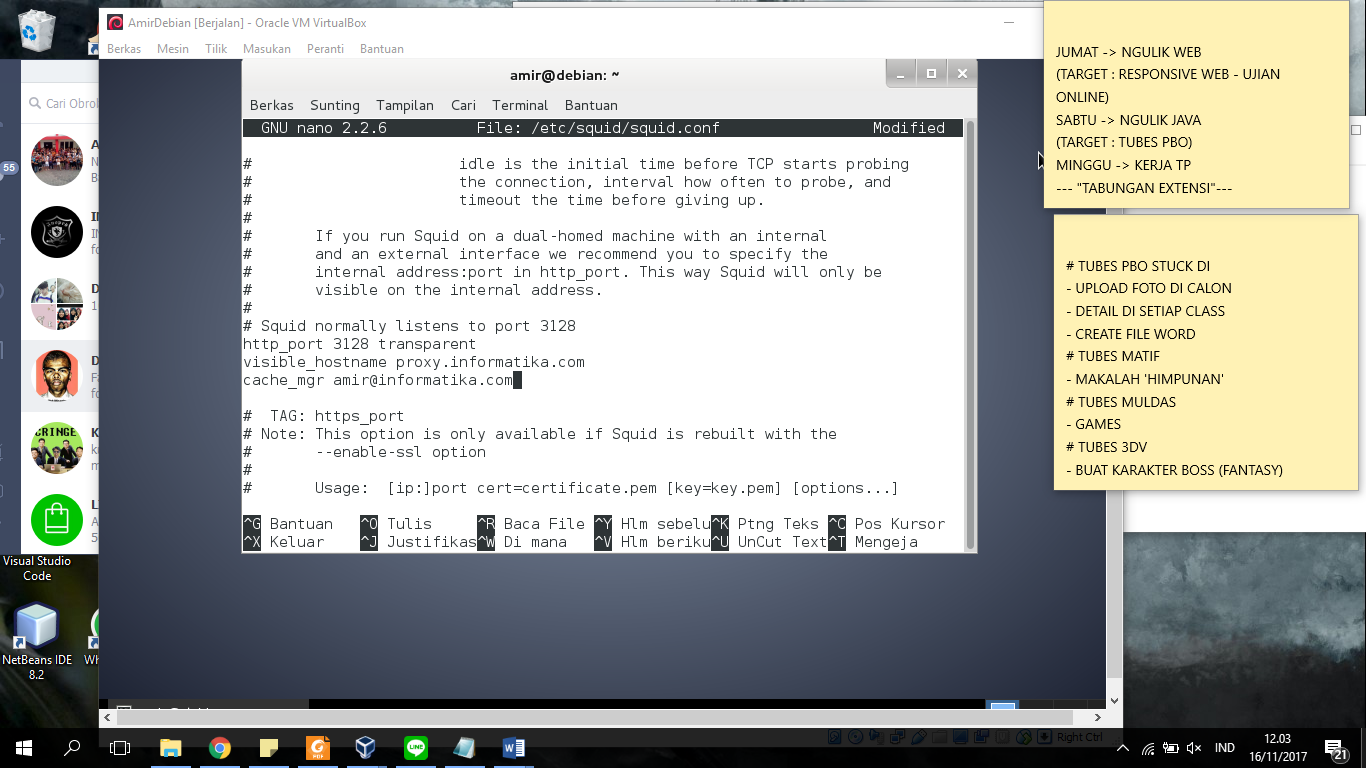 AmirDebian [Berjalan] - Oracle VM VirtualBox
Berkas Mesin Tilik Masukan Peranti Bantuan
amir@debian: ~
Berkas Sunting Tampilan Cari Terminal Bantuan
GNU nano 2.2.6 File: /etc/squid/squid.conf Modified
# idle is the initial time before TCP starts probing
# the connection, interval how often to probe, and
# timeout the time before giving up.
#
# If you run Squid on a dual-homed machine with an internal
# and an external interface we recommend you to specify the
# internal address:port in http_port. This way Squid will only be
# visible on the internal address.
#
# Squid normally listens to port 3128
http_port 3128 transparent
visible_hostname proxy.informatika.com
cache_mgr amir@informatika.com
# TAG: https_port
# Note: This option is only available if Squid is rebuilt with the
# --enable-ssl option
#
# Usage: [ip:]port cert=certificate.pem [key=key.pem] [options...]
^G Bantuan ^O Tulis ^R Baca File ^Y Hlm sebelu ^K Ptng Teks ^C Pos Kursor
^X Keluar ^J Justifikas ^W Di mana ^V Hlm beriku ^U UnCut Text ^T Mengeja
JUMAT -> NGULIK WEB
(TARGET : RESPONSIVE WEB - UJIAN
ONLINE)
SABTU -> NGULIK JAVA
(TARGET : TUBES PBO)
MINGGU -> KERJA TP
--- "TABUNGAN EXTENSI"---
# TUBES PBO STUCK DI
- UPLOAD FOTO DI CALON
- DETAIL DI SETIAP CLASS
- CREATE FILE WORD
# TUBES MATIF
- MAKALAH 'HIMPUNAN'
# TUBES MULDAS
- GAMES
# TUBES 3DV
- BUAT KARAKTER BOSS (FANTASY)
Cari Obrol
55
CRINGE
Visual Studio
Code
NetBeans IDE
8.2
Right Ctrl
IND
12.03
16/11/2017
21